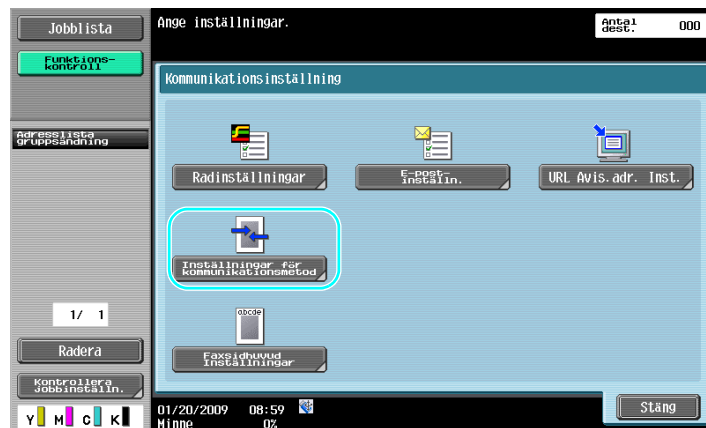 Jobblista
Funktions-
kontroll
Adresslista
gruppsändning
1/ 1
Radera
Kontrollera
Jobbinställn.
Y M C K
Ange inställningar.
Antal
dest.
000
Kommunikationsinställning
Radinställningar
E-post-
inställn.
URL Avis.adr. Inst.
Inställningar för
kommunikationsmetod
abcde
Faxsidhuvud
Inställningar
Stäng
01/20/2009 08:59
Minne 0%